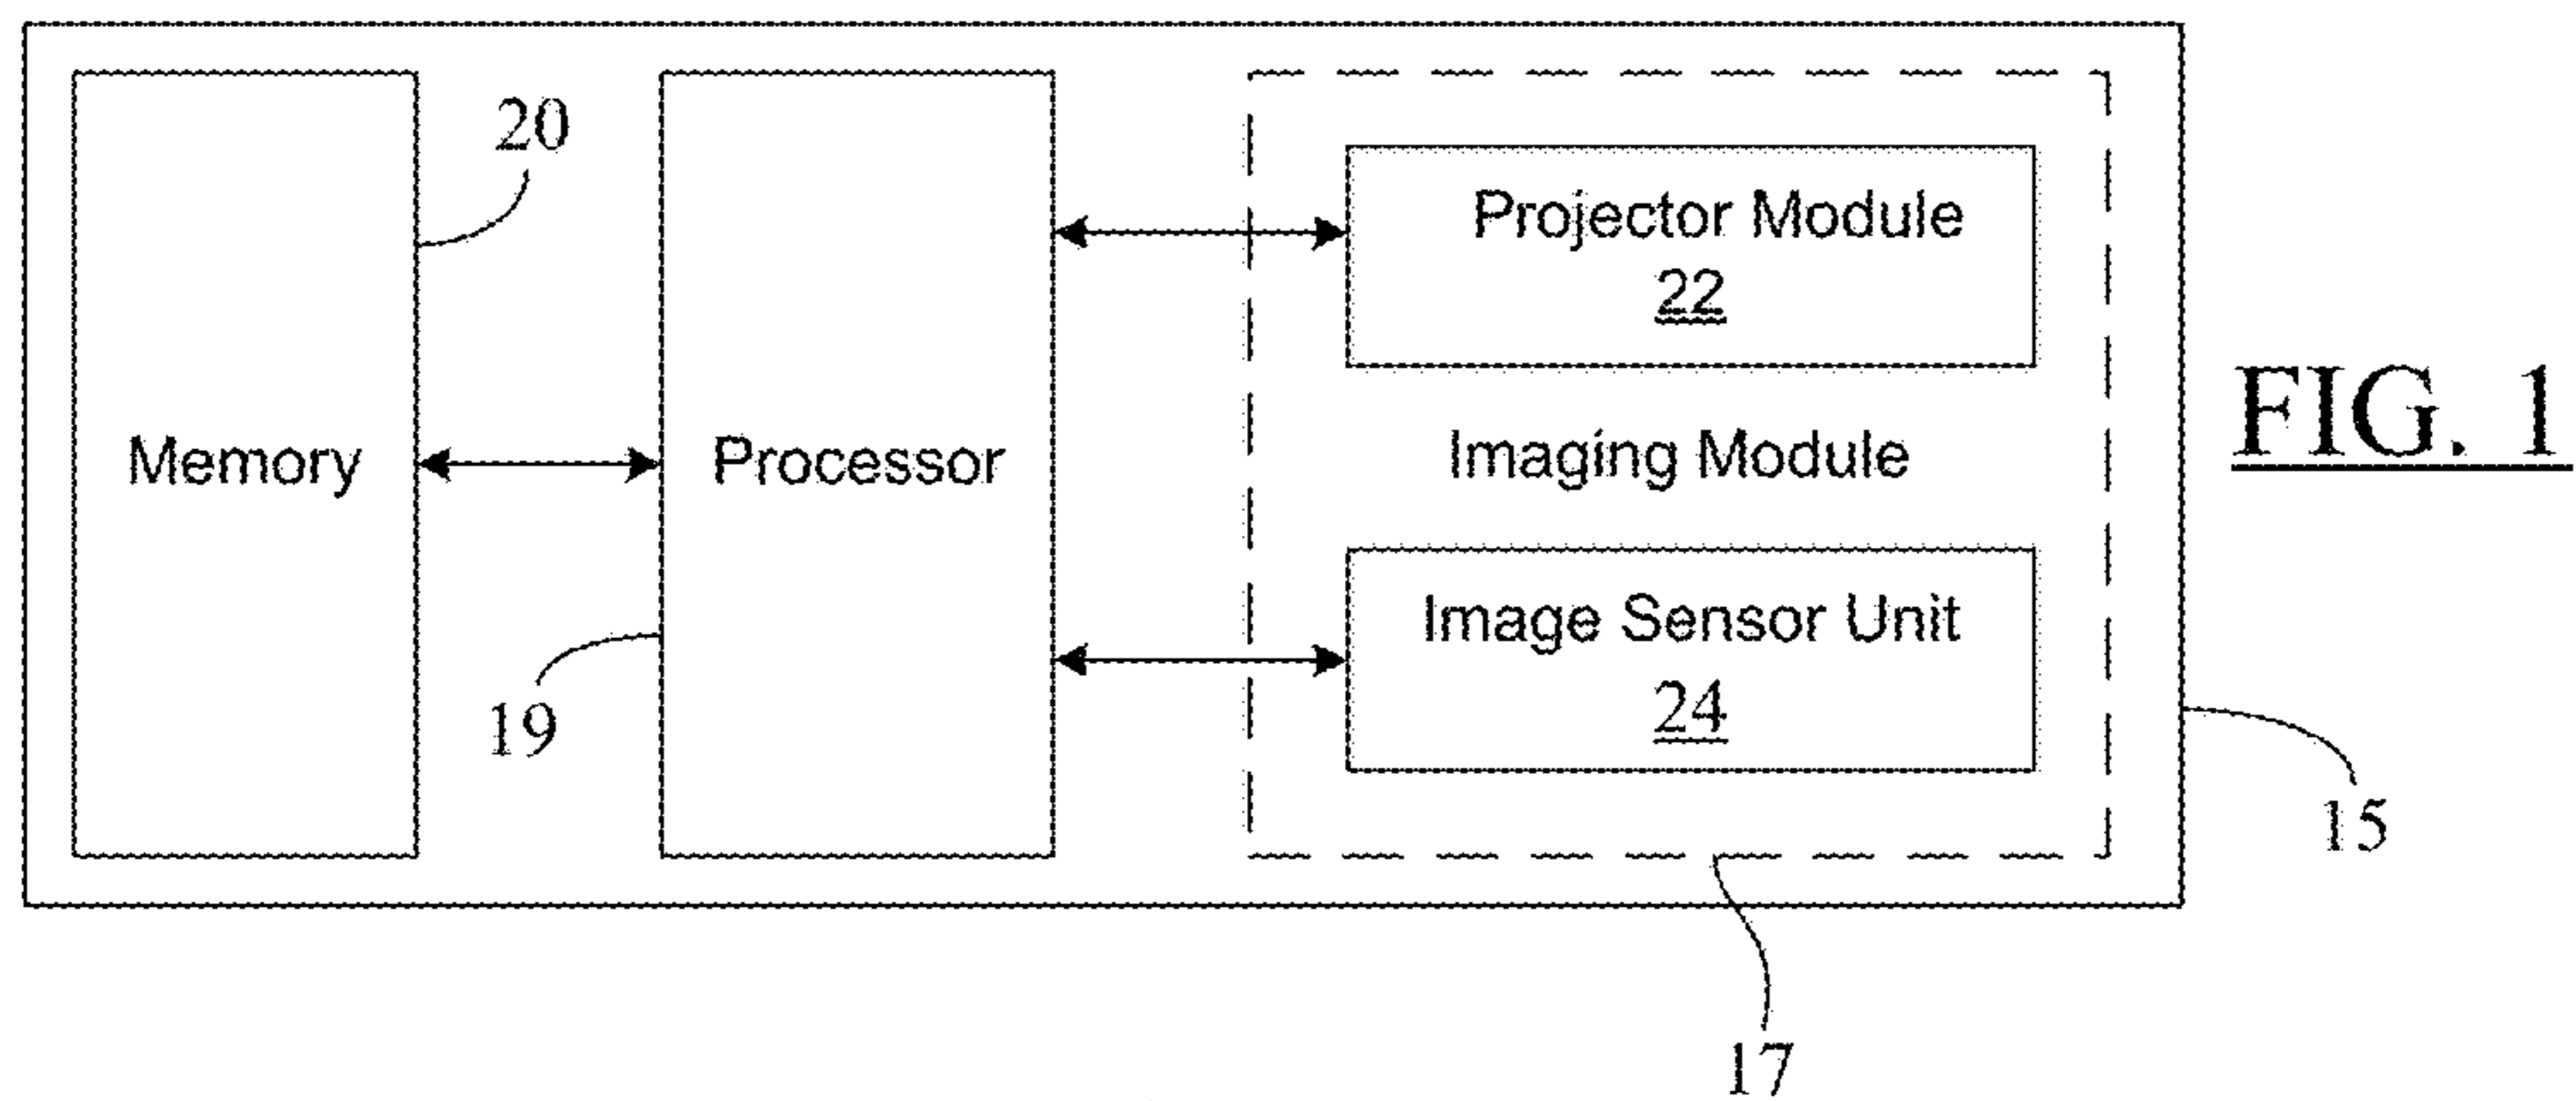 20
Projector Module
22
Memory
Processor
Imaging Module
FIG. 1
Image Sensor Unit
24
19
15
17